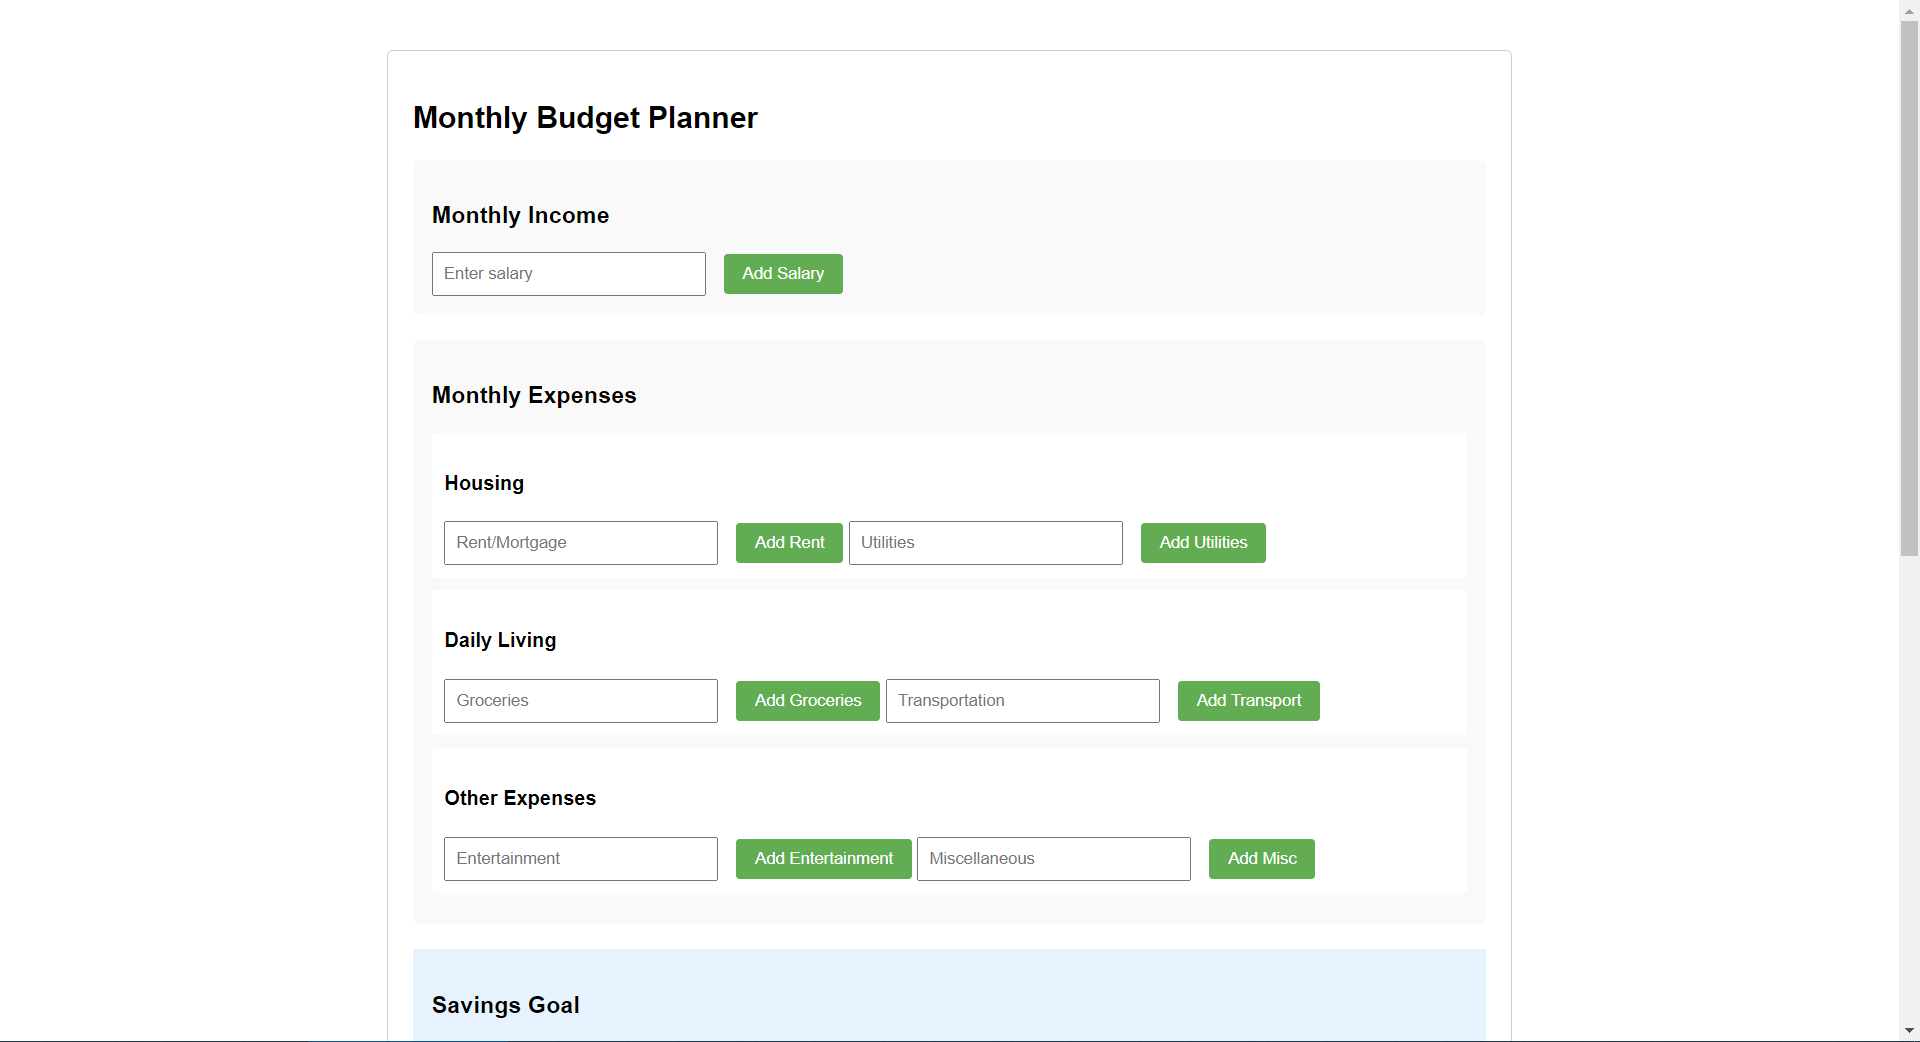 Monthly Budget Planner
Monthly Income
Enter salary Add Salary
Monthly Expenses
Housing
Rent/Mortgage Add Rent Utilities Add Utilities
Daily Living
Groceries Add Groceries Transportation Add Transport
Other Expenses
Entertainment Add Entertainment Miscellaneous Add Misc
Savings Goal